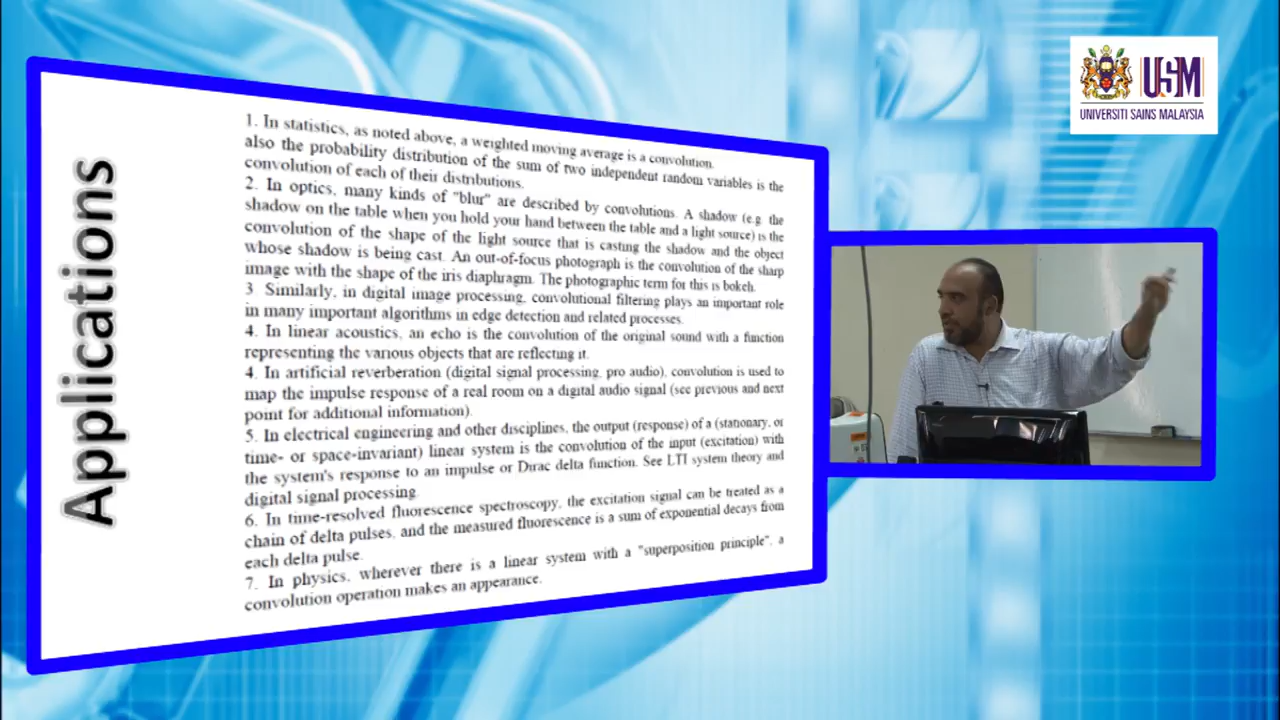 Applications
1. In statistics, as noted above, a weighted moving average is a convolution.
also the probability distribution of the sum of two independent random variables is the
convolution of each of their distributions.
2. In optics, many kinds of "blur" are described by convolutions. A shadow (e.g. the
shadow on the table when you hold your hand between the table and a light source) is the
convolution of the shape of the light source that is casting the shadow and the object
whose shadow is being cast. An out-of-focus photograph is the convolution of the sharp
image with the shape of the iris diaphragm. The photographic term for this is bokeh.
3 Similarly, in digital image processing, convolutional filtering plays an important role
in many important algorithms in edge detection and related processes.
4. In linear acoustics, an echo is the convolution of the original sound with a function
representing the various objects that are reflecting it.
4. In artificial reverberation (digital signal processing, pro audio), convolution is used to
map the impulse response of a real room on a digital audio signal (see previous and next
point for additional information).
5. In electrical engineering and other disciplines, the output (response) of a (stationary, or
time- or space-invariant) linear system is the convolution of the input (excitation) with
the system's response to an impulse or Dirac delta function. See LTI system theory and
digital signal processing.
6. In time-resolved fluorescence spectroscopy, the excitation signal can be treated as a
chain of delta pulses, and the measured fluorescence is a sum of exponential decays from
each delta pulse.
7. In physics, wherever there is a linear system with a "superposition principle", a
convolution operation makes an appearance.
USM
UNIVERSITI SAINS MALAYSIA